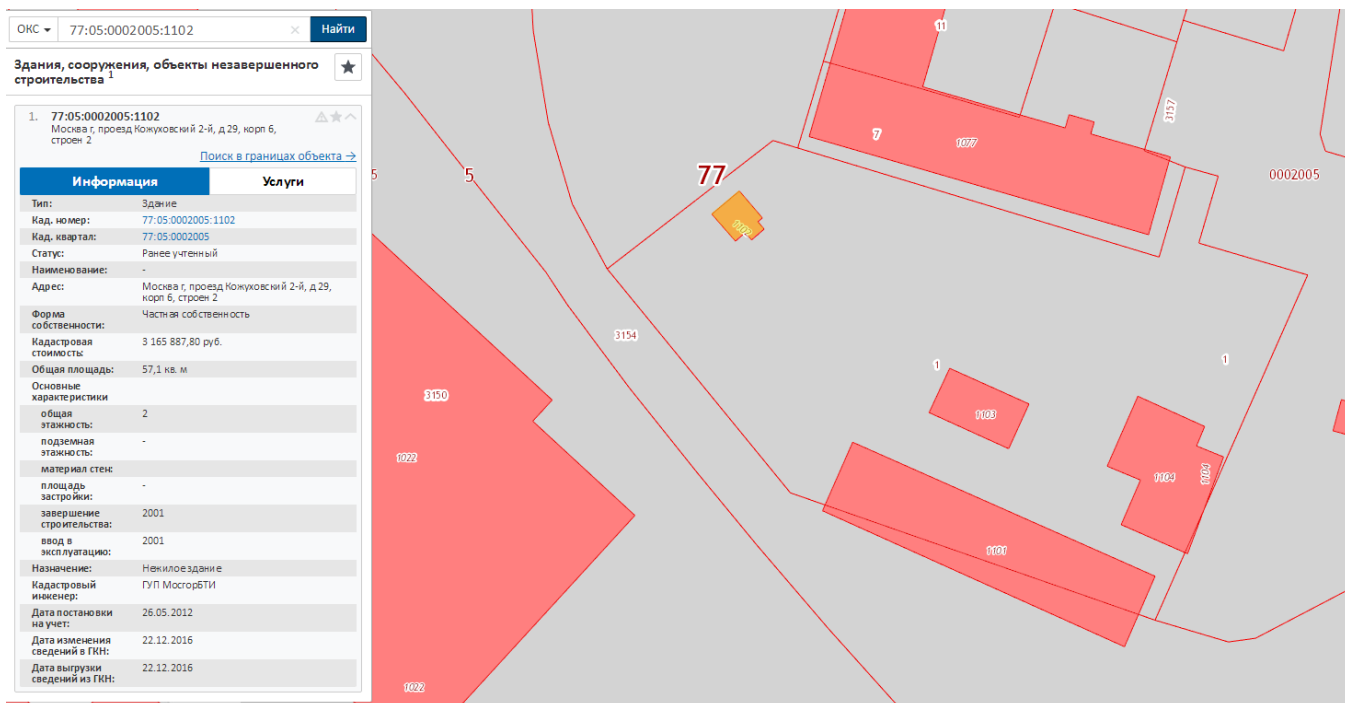 ОКС
77:05:0002005:1102
Найти
Здания, сооружения, объекты незавершенного
строительства 1
1. 77:05:0002005:1102
Москва г, проезд Кожуховский 2-й, д 29, корп 6,
строен 2
Поиск в границах объекта →
Информация Услуги
Тип: Здание
Кад. номер: 77:05:0002005:1102
Кад. квартал: 77:05:0002005
Статус: Ранее учтенный
Наименование: -
Адрес: Москва г, проезд Кожуховский 2-й, д 29,
корп 6, строен 2
Форма
собственности: Частная собственность
Кадастровая
стоимость: 3 165 887,80 руб.
Общая площадь: 57,1 кв. м
Основные
характеристики
общая
этажность: 2
подземная
этажность: -
материал стен:
площадь
застройки: -
завершение
строительства: 2001
ввод в
эксплуатацию: 2001
Назначение: Нежилое здание
Кадастровый
инженер: ГУП МосгорБТИ
Дата постановки
на учет: 26.05.2012
Дата изменения
сведений в ГКН: 22.12.2016
Дата выгрузки
сведений из ГКН: 22.12.2016
11
3157
7
1077
77
5
5
0002005
1102
3154
1
1
3150
1103
1022
1104
1104
1101
1022